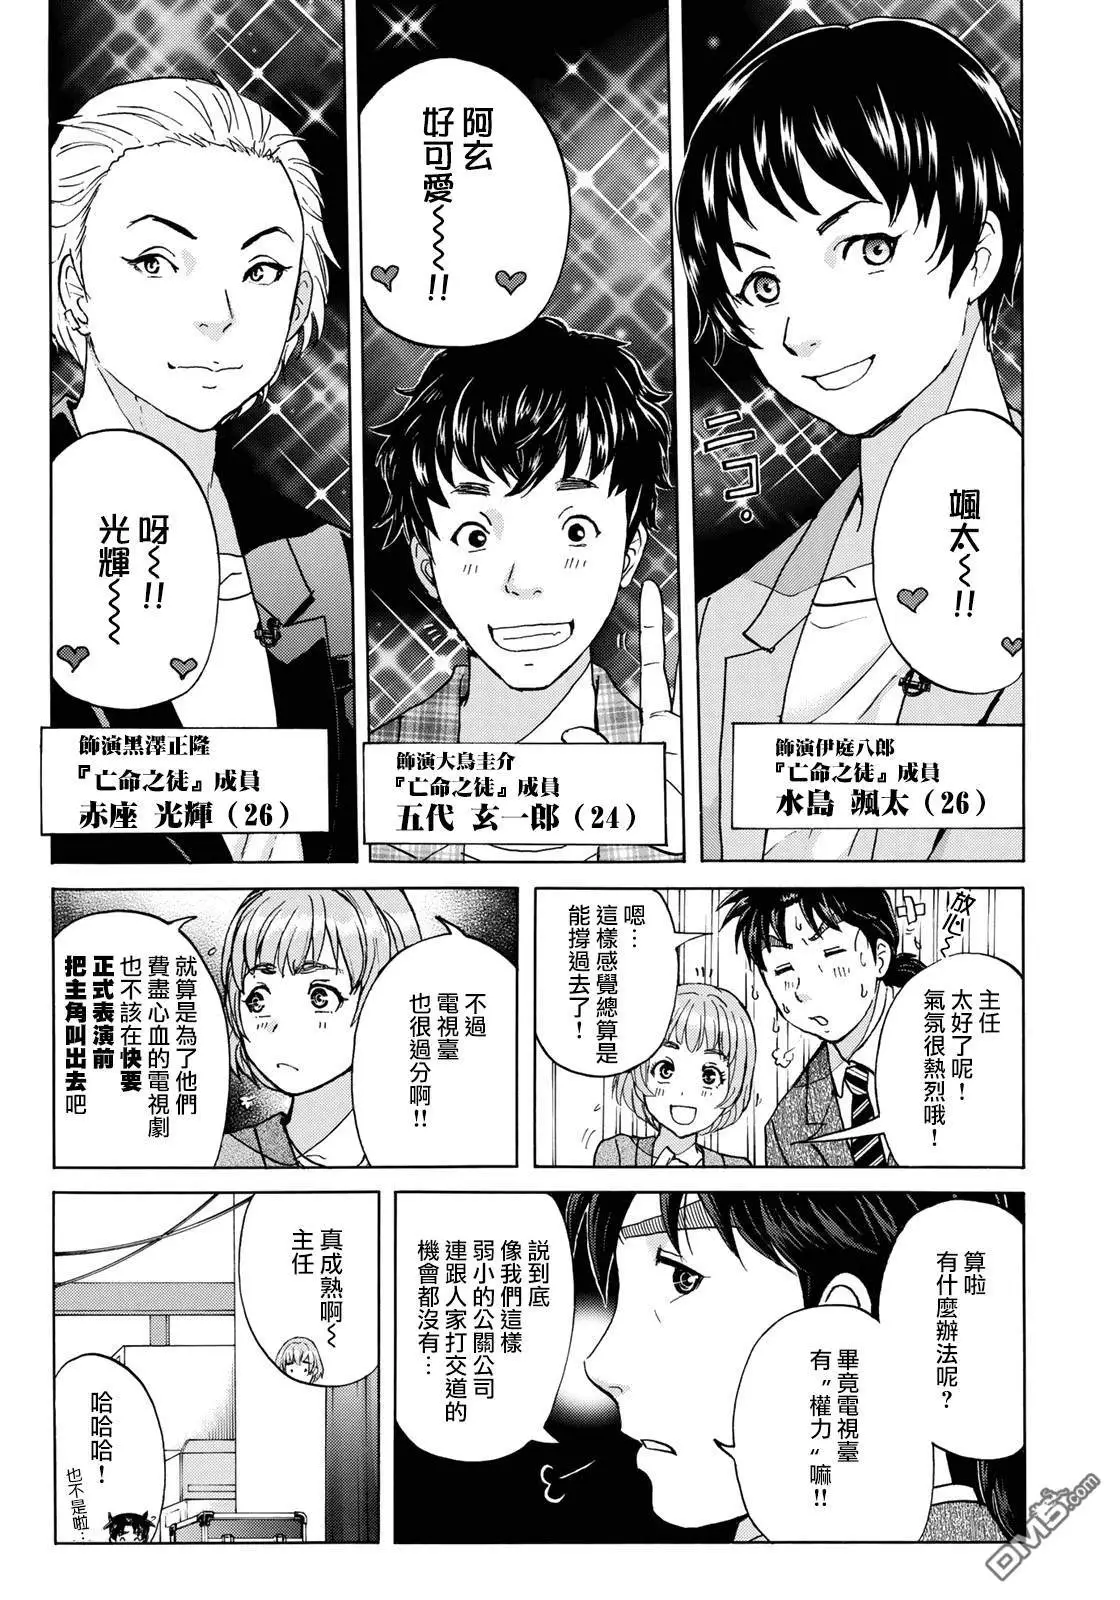 颯太～!!
ニコ。
飾演伊庭八郎
『亡命之徒』成員
水島 颯太（26）
阿玄
好可愛～～!!
飾演大鳥圭介
『亡命之徒』成員
五代 玄一郎（24）
呀～!!
光輝～～
飾演黑澤正隆
『亡命之徒』成員
赤座 光輝（26）
主任
太好了呢！
氣氛很熱烈哦！
放心～
嗯…
這樣感覺總算是
能撐過去了！
不過
電視臺
也很過分啊!!
就算是為了他們
費盡心血的電視劇
也不該在快要
正式表演前
把主角叫出去吧
算啦
有什麼辦法呢？
畢竟電視臺
有〝權力〞嘛!!
說到底
像我們這樣
弱小的公關公司
連跟人家打交道的
機會都沒有…
真成熟啊～
主任
哈哈哈！
也不是啦…
DM5.com